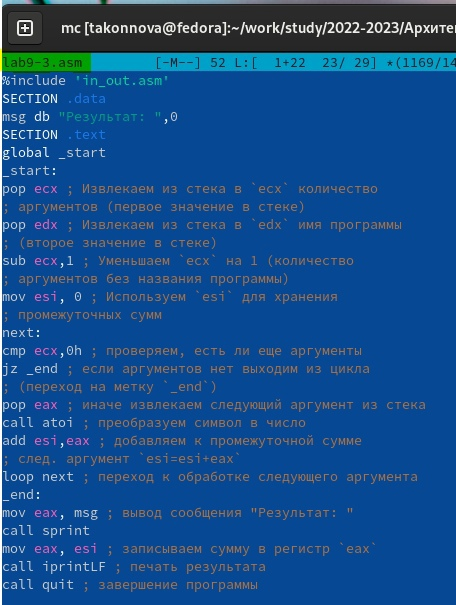 mc [takonnova@fedora]:~/work/study/2022-2023/Архите
lab9-3.asm [-M--] 52 L:[ 1+22 23/ 29] *(1169/14
%include 'in_out.asm'
SECTION .data
msg db "Результат: ",0
SECTION .text
global _start
_start:
pop ecx ; Извлекаем из стека в `ecx` количество
; аргументов (первое значение в стеке)
pop edx ; Извлекаем из стека в `edx` имя программы
; (второе значение в стеке)
sub ecx,1 ; Уменьшаем `ecx` на 1 (количество
; аргументов без названия программы)
mov esi, 0 ; Используем `esi` для хранения
; промежуточных сумм
next:
cmp ecx,0h ; проверяем, есть ли еще аргументы
jz _end ; если аргументов нет выходим из цикла
; (переход на метку `_end`)
pop eax ; иначе извлекаем следующий аргумент из стека
call atoi ; преобразуем символ в число
add esi,eax ; добавляем к промежуточной сумме
; след. аргумент `esi=esi+eax`
loop next ; переход к обработке следующего аргумента
_end:
mov eax, msg ; вывод сообщения "Результат: "
call sprint
mov eax, esi ; записываем сумму в регистр `eax`
call iprintLF ; печать результата
call quit ; завершение программы